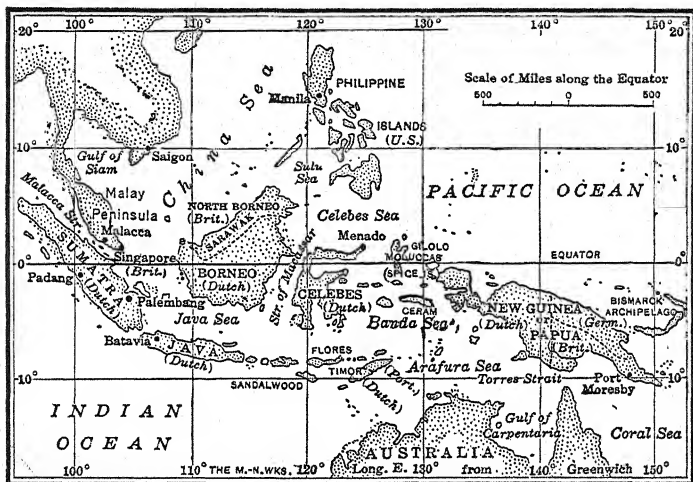 100° 110° 120° 130° 140° 150°
20° 20°
PHILIPPINE
Manila
Scale of Miles along the Equator
500 0 500
China Sea
ISLANDS
(U.S.)
10° 10°
Gulf of
Siam
Saigon
Sulu
Sea
Malacca Str.
Malay
Peninsula
Malacca
PACIFIC OCEAN
NORTH BORNEO
(Brit.)
SARAWAK
Celebes Sea
Menado
GILOLO
MOLUCCAS
(SPICE)
EQUATOR
Singapore
(Brit.)
0° 0°
SUMATRA
(Dutch)
Padang
Palembang
BORNEO
(Dutch)
Str. of Macassar
CELEBES
(Dutch)
CERAM
NEW GUINEA
(Dutch) (Germ.)
BISMARCK
ARCHIPELAGO
Java Sea
Banda Sea
PAPUA
(Brit.)
Batavia
JAVA
(Dutch)
FLORES
Arafura Sea
TIMOR
(Port.)
(Dutch)
SANDALWOOD
Torres Strait
Port
Moresby
10° 10°
INDIAN
OCEAN
Gulf of
Carpentaria
Coral Sea
AUSTRALIA
100° 110° THE M.-N. WKS. 120° Long. E. 130° from 140° Greenwich 150°